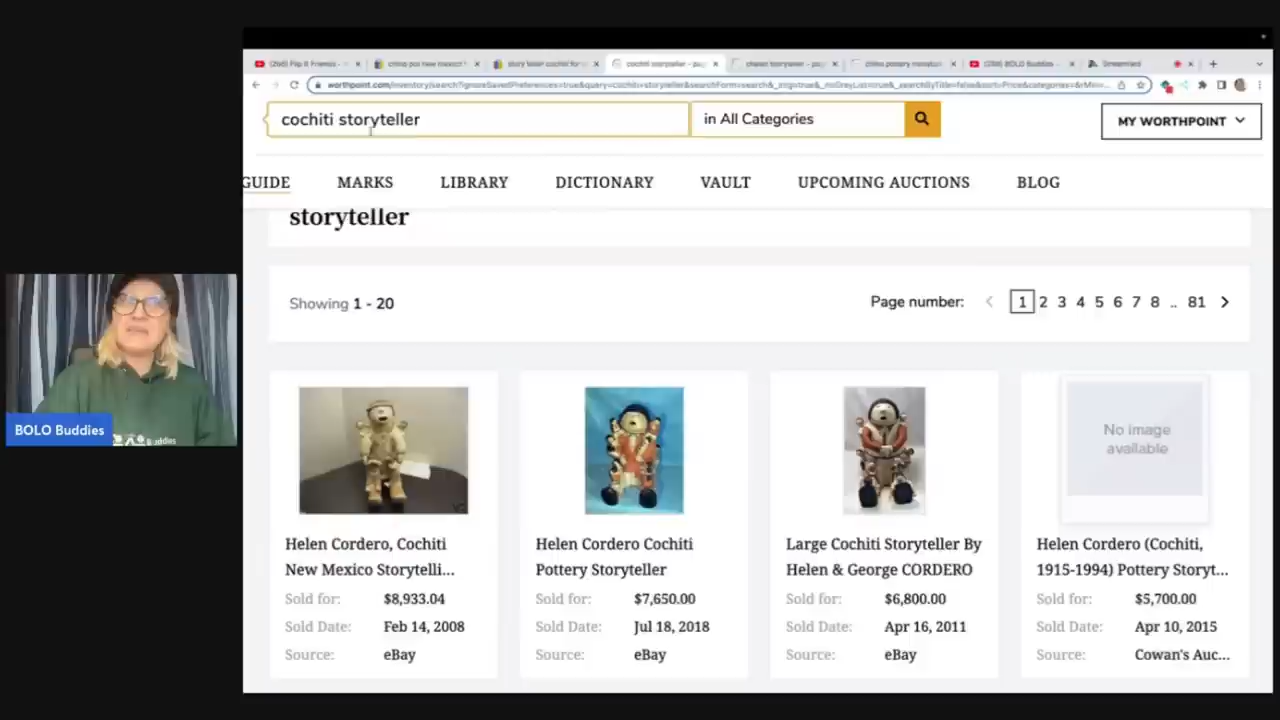 BOLO Buddies
Buddies
cochiti storyteller
in All Categories
MY WORTHPOINT
GUIDE
MARKS
LIBRARY
DICTIONARY
VAULT
UPCOMING AUCTIONS
BLOG
storyteller
Showing 1 - 20
Page number: 1 2 3 4 5 6 7 8 .. 81
No image
available
Helen Cordero, Cochiti
New Mexico Storytelli...
Sold for: $8,933.04
Sold Date: Feb 14, 2008
Source: eBay
Helen Cordero Cochiti
Pottery Storyteller
Sold for: $7,650.00
Sold Date: Jul 18, 2018
Source: eBay
Large Cochiti Storyteller By
Helen & George CORDERO
Sold for: $6,800.00
Sold Date: Apr 16, 2011
Source: eBay
Helen Cordero (Cochiti,
1915-1994) Pottery Storyt...
Sold for: $5,700.00
Sold Date: Apr 10, 2015
Source: Cowan's Auc...